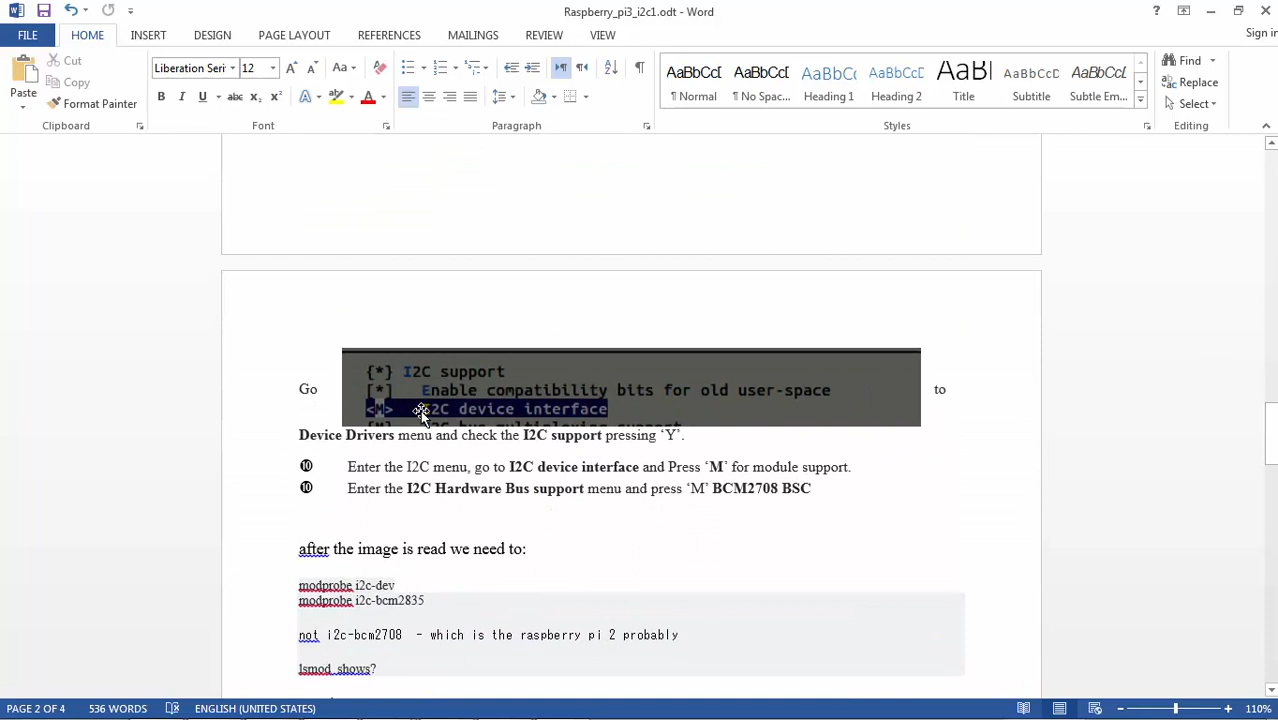 Raspberry_pi3_i2c1.odt - Word
Sign in
FILE HOME INSERT DESIGN PAGE LAYOUT REFERENCES MAILINGS REVIEW VIEW
Paste
Cut
Copy
Format Painter
Clipboard
Liberation Seri 12
Font
Paragraph
AaBbCcI ¶ Normal
AaBbCcI ¶ No Spac...
AaBbCc Heading 1
AaBbCcI Heading 2
AaBl Title
AaBbCcI Subtitle
AaBbCcI Subtle Em...
Styles
Find
Replace
Select
Editing
{*} I2C support
[*] Enable compatibility bits for old user-space
<M> I2C device interface
Go to
Device Drivers menu and check the I2C support pressing ‘Y’.
❿ Enter the I2C menu, go to I2C device interface and Press ‘M’ for module support.
❿ Enter the I2C Hardware Bus support menu and press ‘M’ BCM2708 BSC
after the image is read we need to:
modprobe i2c-dev
modprobe i2c-bcm2835
not i2c-bcm2708 - which is the raspberry pi 2 probably
lsmod shows?
PAGE 2 OF 4 536 WORDS ENGLISH (UNITED STATES) 110%